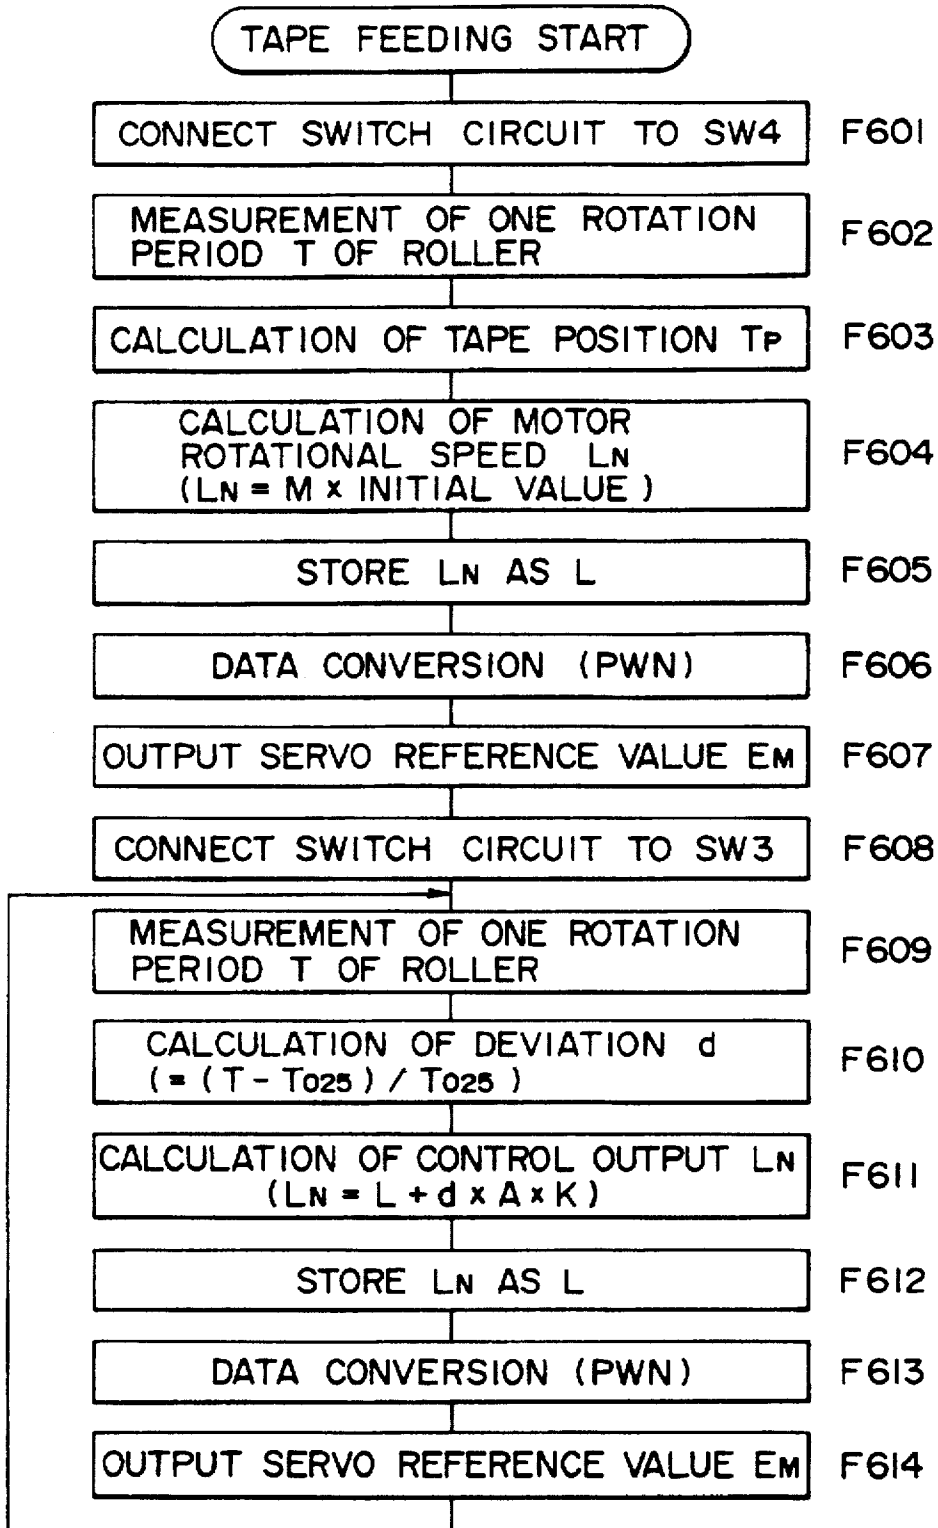 TAPE FEEDING START
CONNECT SWITCH CIRCUIT TO SW4 F601
MEASUREMENT OF ONE ROTATION
PERIOD T OF ROLLER
F602
CALCULATION OF TAPE POSITION TP F603
CALCULATION OF MOTOR
ROTATIONAL SPEED LN
(LN = M x INITIAL VALUE)
F604
STORE LN AS L F605
DATA CONVERSION (PWN) F606
OUTPUT SERVO REFERENCE VALUE EM F607
CONNECT SWITCH CIRCUIT TO SW3 F608
MEASUREMENT OF ONE ROTATION
PERIOD T OF ROLLER
F609
CALCULATION OF DEVIATION d
(= (T - T025) / T025)
F610
CALCULATION OF CONTROL OUTPUT LN
(LN = L + d x A x K)
F611
STORE LN AS L F612
DATA CONVERSION (PWN) F613
OUTPUT SERVO REFERENCE VALUE EM F614